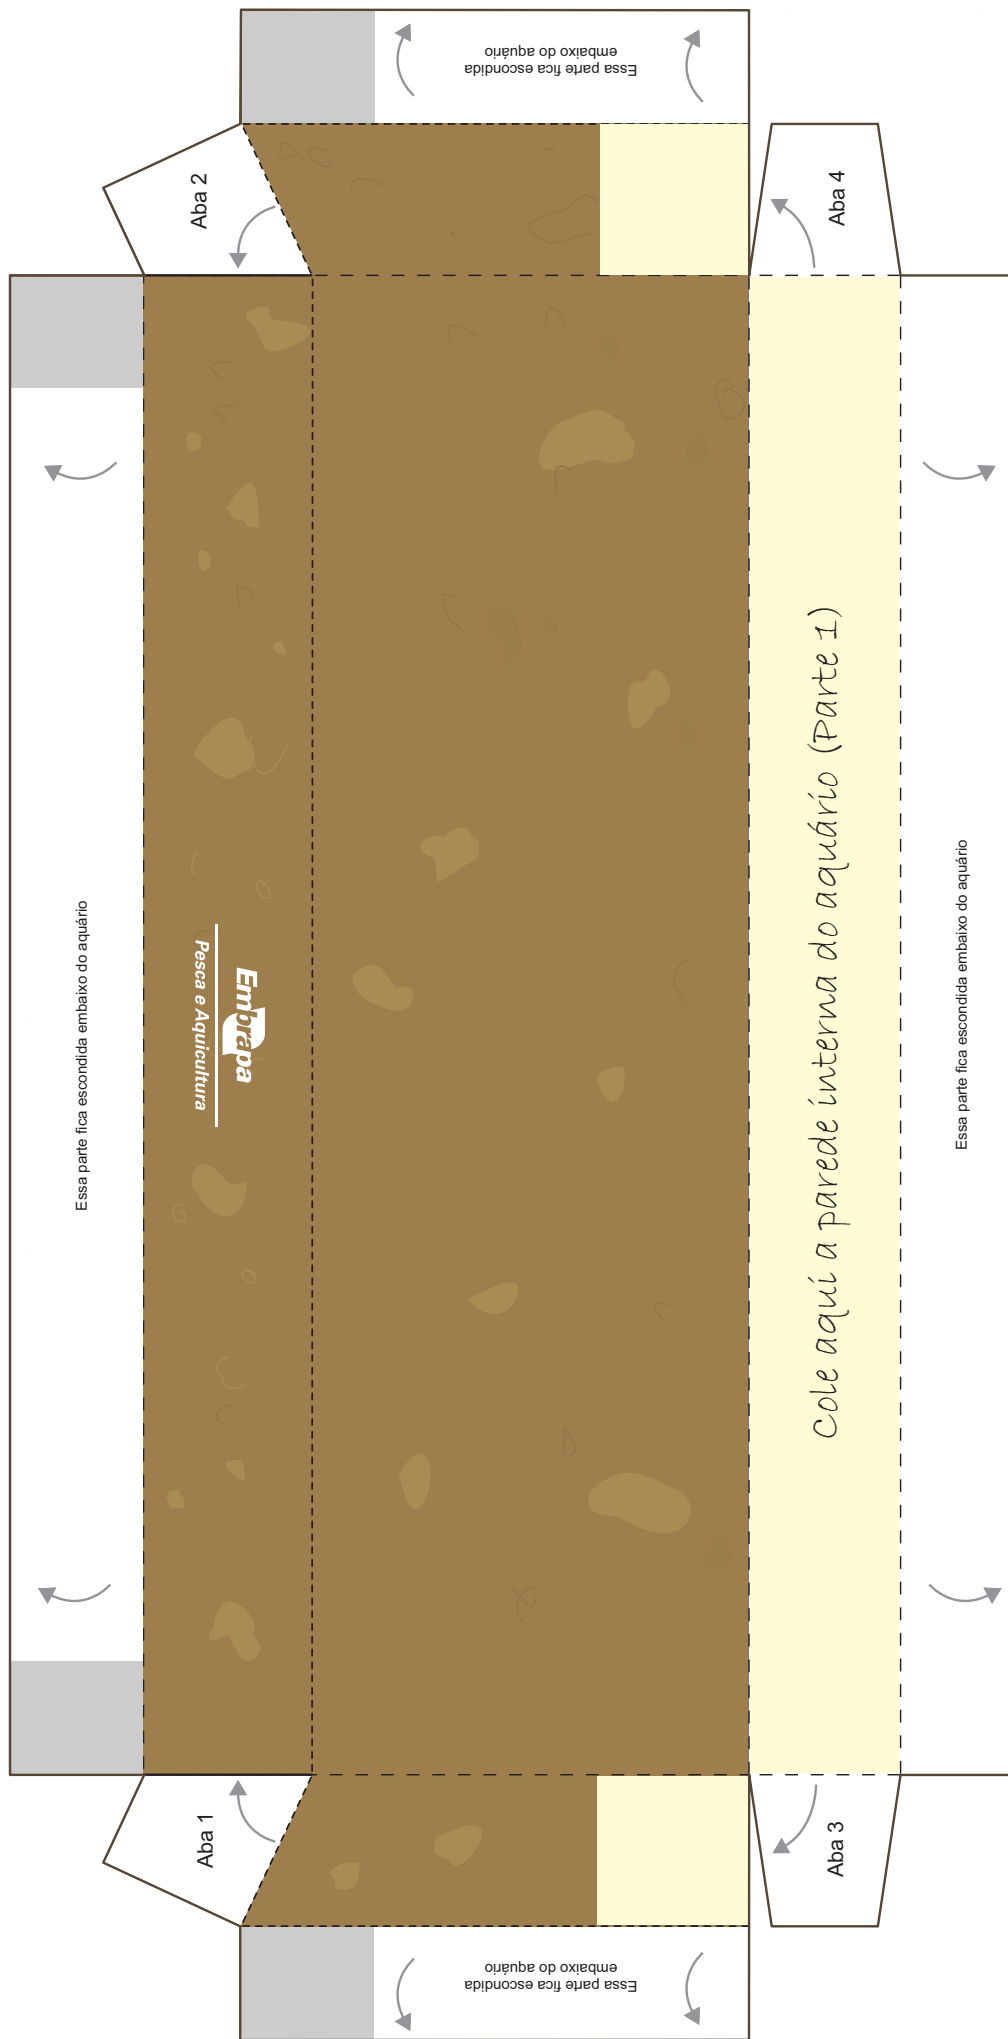 Essa parte fica escondida
embaixo do aquário
Aba 2
Aba 4
Essa parte fica escondida embaixo do aquário
Embrapa
Pesca e Aquicultura
Cole aqui a parede interna do aquário (Parte 1)
Essa parte fica escondida embaixo do aquário
Aba 1
Aba 3
Essa parte fica escondida
embaixo do aquário